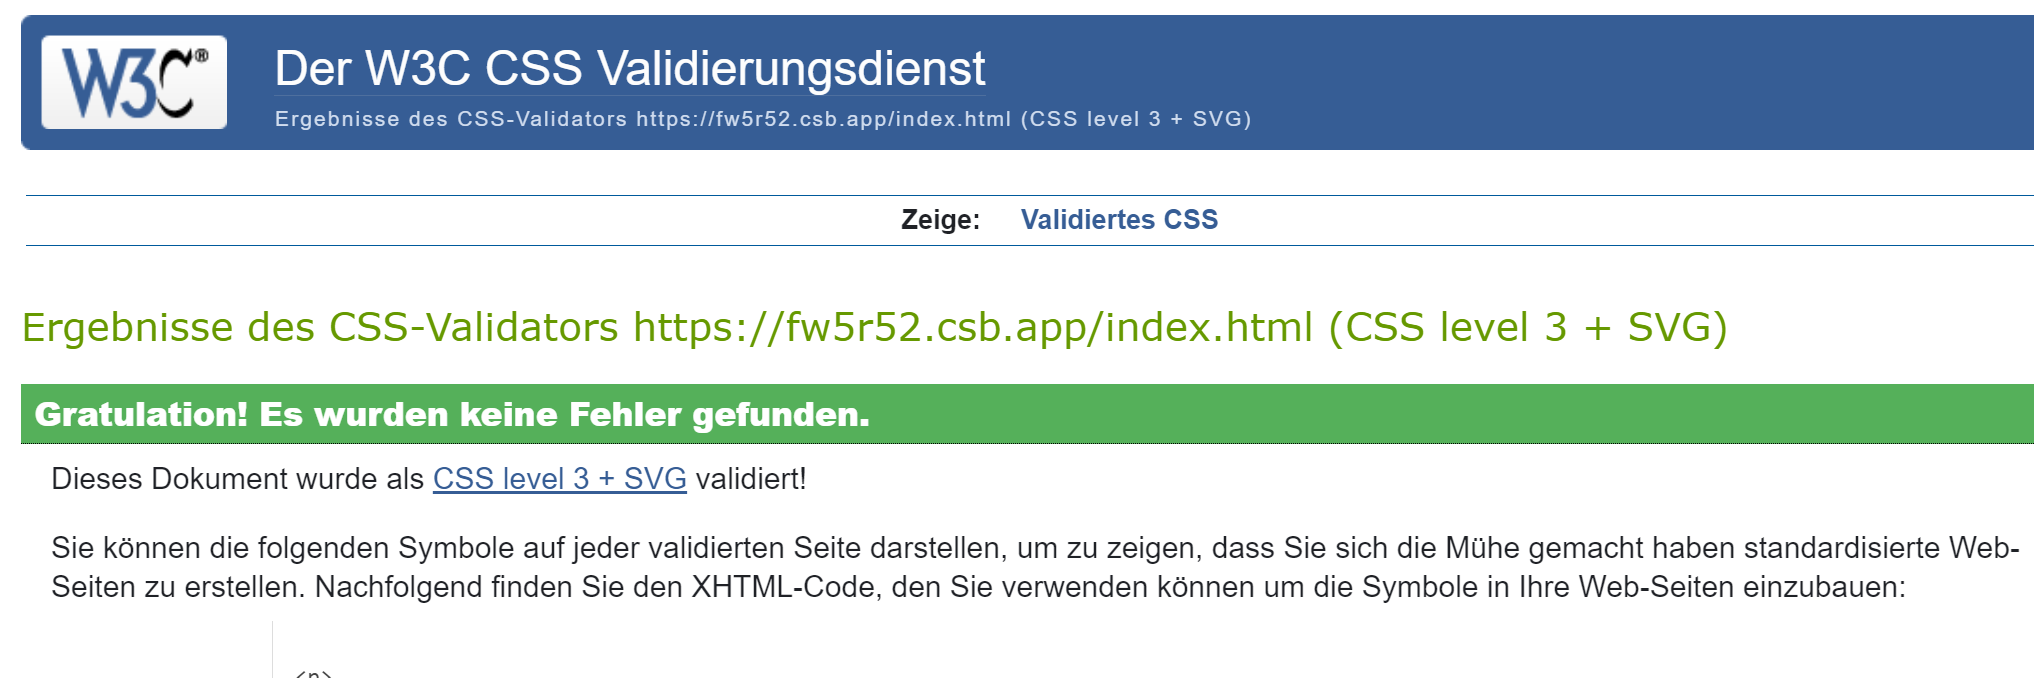 W3C®
Der W3C CSS Validierungsdienst
Ergebnisse des CSS-Validators https://fw5r52.csb.app/index.html (CSS level 3 + SVG)
Zeige: Validiertes CSS
Ergebnisse des CSS-Validators https://fw5r52.csb.app/index.html (CSS level 3 + SVG)
Gratulation! Es wurden keine Fehler gefunden.
Dieses Dokument wurde als CSS level 3 + SVG validiert!
Sie können die folgenden Symbole auf jeder validierten Seite darstellen, um zu zeigen, dass Sie sich die Mühe gemacht haben standardisierte Web-
Seiten zu erstellen. Nachfolgend finden Sie den XHTML-Code, den Sie verwenden können um die Symbole in Ihre Web-Seiten einzubauen: